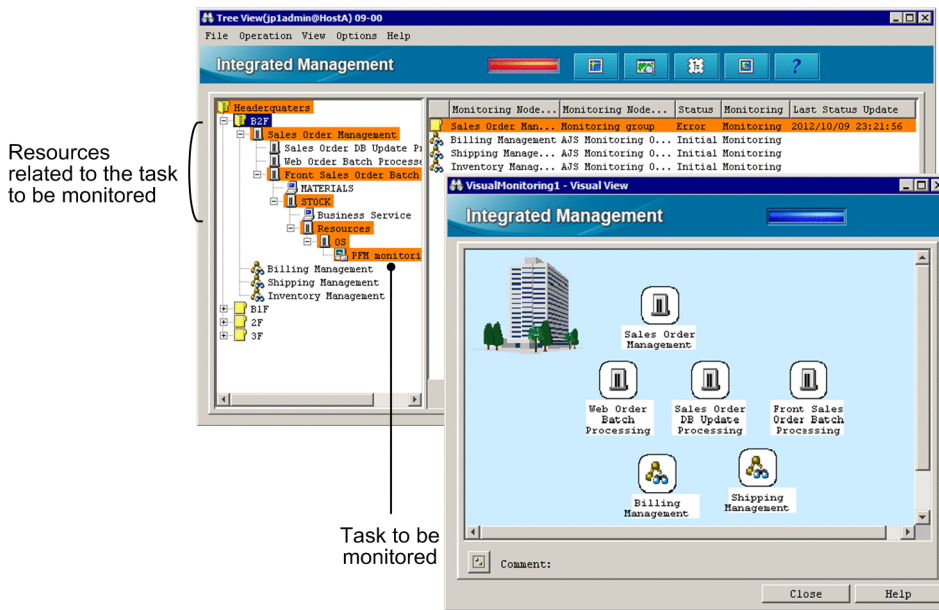 Tree View(jp1admin@HostA) 09-00
File Operation View Options Help
Integrated Management
?
Headerquaters
B2F
Sales Order Management
Sales Order DB Update P
Web Order Batch Process
Front Sales Order Batch
MATERIALS
STOCK
Business Service
Resources
OS
PFM monitori
Billing Management
Shipping Management
Inventory Management
B1F
2F
3F
Monitoring Node... Monitoring Node... Status Monitoring Last Status Update
Sales Order Man... Monitoring group Error Monitoring 2012/10/09 23:21:56
Billing Management AJS Monitoring O... Initial Monitoring
Shipping Manage... AJS Monitoring O... Initial Monitoring
Inventory Manag... AJS Monitoring O... Initial Monitoring
Resources
related to the task
to be monitored
Task to be
monitored
VisualMonitoring1 - Visual View
Integrated Management
Sales Order
Management
Web Order
Batch
Processing
Sales Order
DB Update
Processing
Front Sales
Order Batch
Processing
Billing
Management
Shipping
Management
Comment:
Close Help